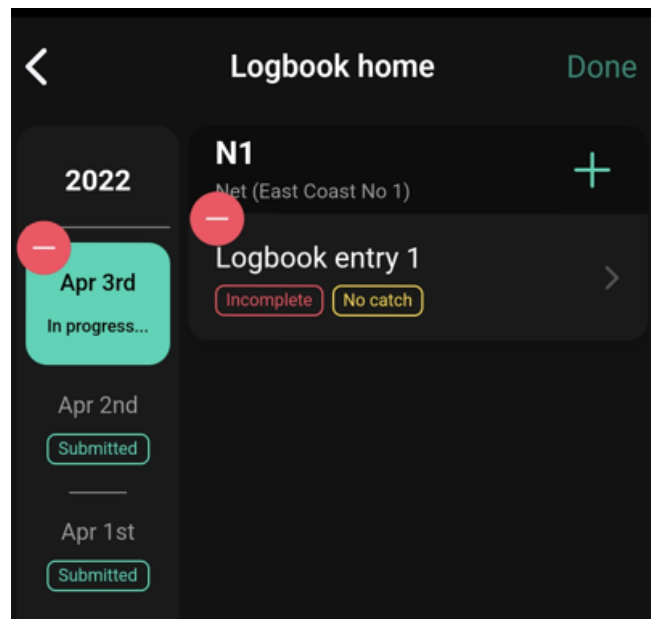 Logbook home
Done
2022
Apr 3rd
In progress...
Apr 2nd
Submitted
Apr 1st
Submitted
N1
Net (East Coast No 1)
Logbook entry 1
Incomplete
No catch